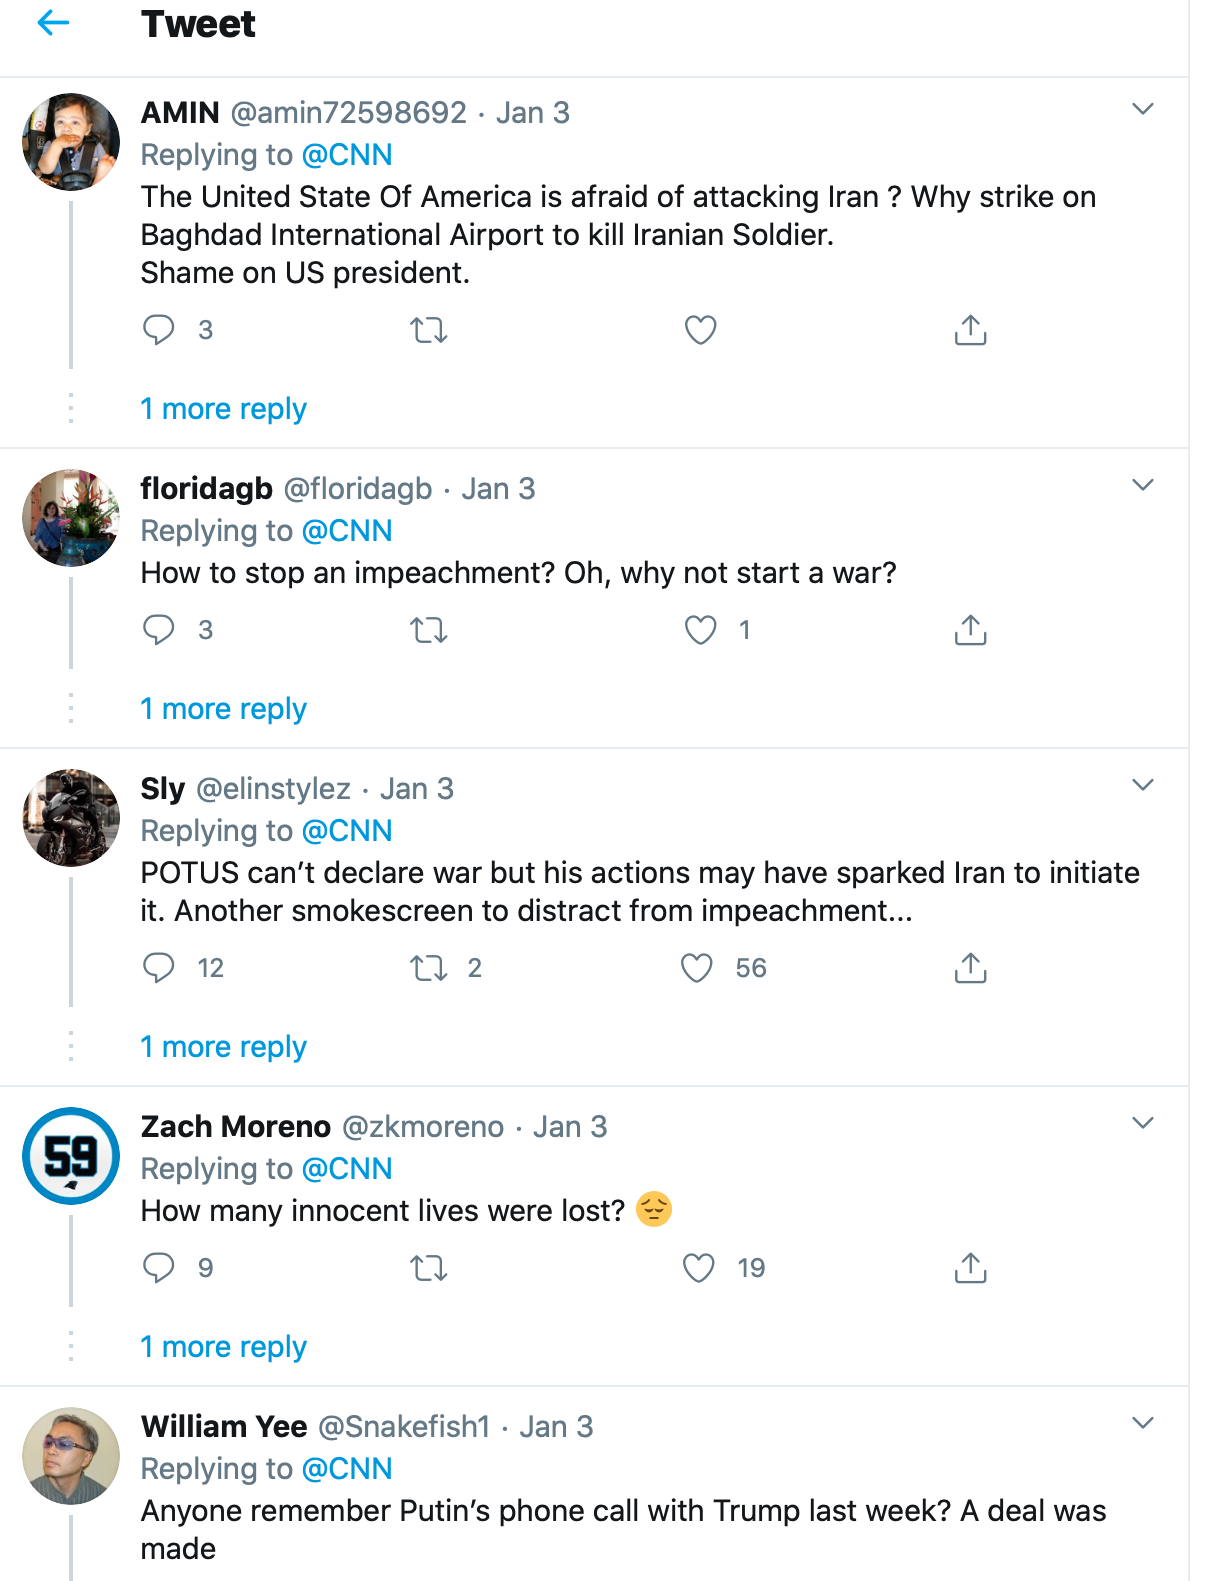 Tweet
AMIN @amin72598692 · Jan 3
Replying to @CNN
The United State Of America is afraid of attacking Iran ? Why strike on
Baghdad International Airport to kill Iranian Soldier.
Shame on US president.
3
1 more reply
floridagb @floridagb · Jan 3
Replying to @CNN
How to stop an impeachment? Oh, why not start a war?
3 1
1 more reply
Sly @elinstylez · Jan 3
Replying to @CNN
POTUS can’t declare war but his actions may have sparked Iran to initiate
it. Another smokescreen to distract from impeachment...
12 2 56
1 more reply
59
Zach Moreno @zkmoreno · Jan 3
Replying to @CNN
How many innocent lives were lost? 😔
9 19
1 more reply
William Yee @Snakefish1 · Jan 3
Replying to @CNN
Anyone remember Putin’s phone call with Trump last week? A deal was
made